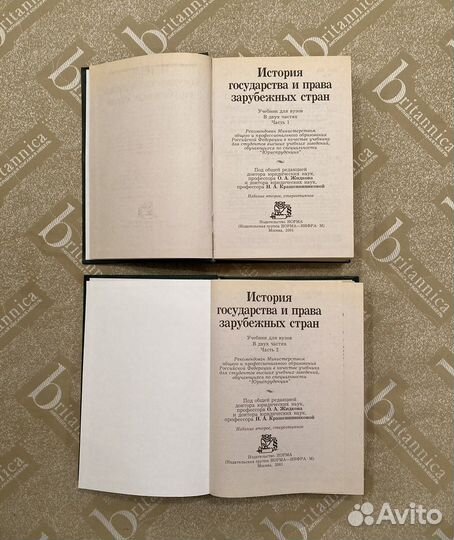 История
государства и права
зарубежных стран
Учебник для вузов
В двух частях
Часть 1
Рекомендован Министерством
общего и профессионального образования
Российской Федерации в качестве учебника
для студентов высших учебных заведений,
обучающихся по специальности
"Юриспруденция"
Под общей редакцией
доктора юридических наук,
профессора О. А. Жидкова
и доктора юридических наук,
профессора Н. А. Крашенинниковой
Издание второе, стереотипное
Издательство НОРМА
(Издательская группа НОРМА—ИНФРА · М)
Москва, 2001
История
государства и права
зарубежных стран
Учебник для вузов
В двух частях
Часть 2
Рекомендован Министерством
общего и профессионального образования
Российской Федерации в качестве учебника
для студентов высших учебных заведений,
обучающихся по специальности
"Юриспруденция"
Под общей редакцией
доктора юридических наук,
профессора О. А. Жидкова
и доктора юридических наук,
профессора Н. А. Крашенинниковой
Издание второе, стереотипное
Издательство НОРМА
(Издательская группа НОРМА—ИНФРА · М)
Москва, 2001
britannica
britannica
britannica
britannica
Avito